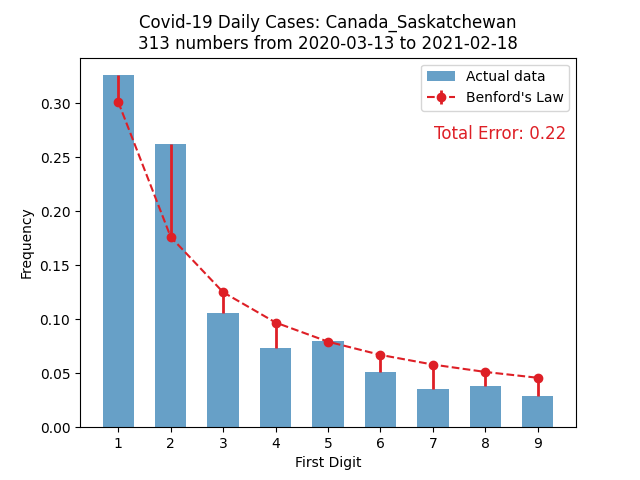 Covid-19 Daily Cases: Canada_Saskatchewan
313 numbers from 2020-03-13 to 2021-02-18
Actual data
Benford's Law
Total Error: 0.22
Frequency
0.30
0.25
0.20
0.15
0.10
0.05
0.00
1 2 3 4 5 6 7 8 9
First Digit